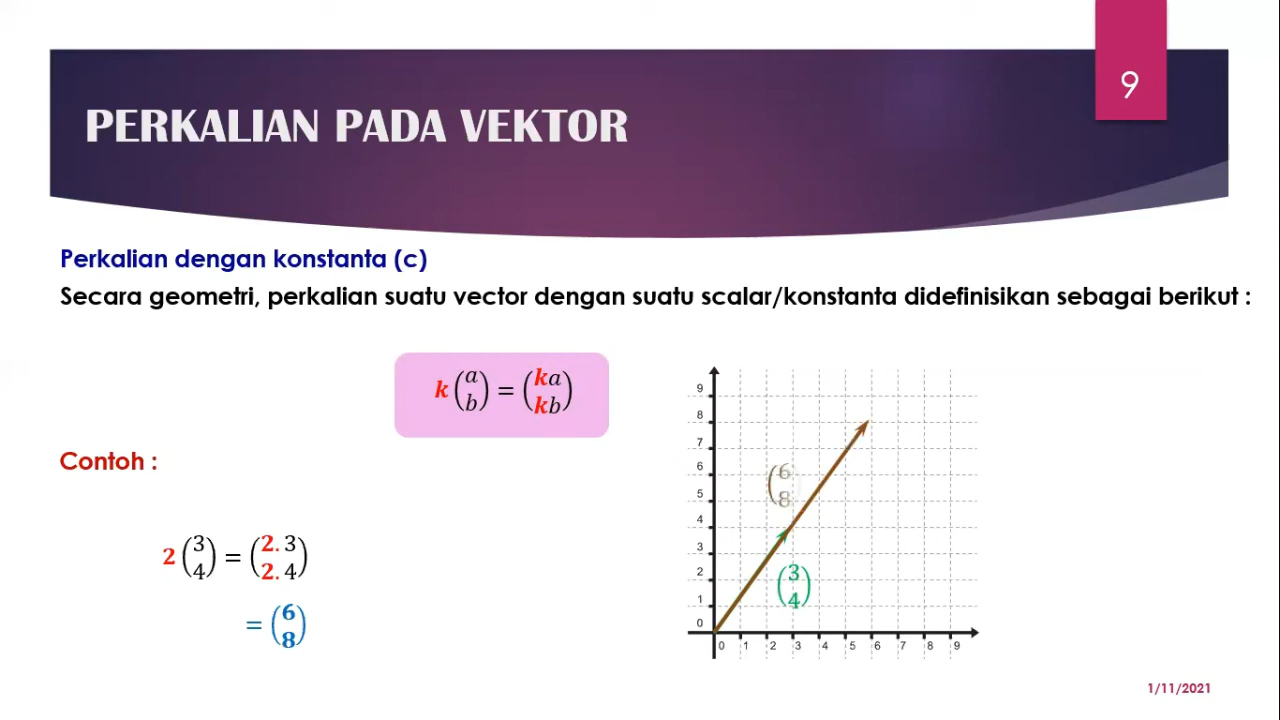 9
PERKALIAN PADA VEKTOR
Perkalian dengan konstanta (c)
Secara geometri, perkalian suatu vector dengan suatu scalar/konstanta didefinisikan sebagai berikut :
k(a b) = (ka kb)
Contoh :
2(3 4) = (2. 3 2. 4)
= (6 8)
9
8
7
6
5
4
3
2
1
0
(6 8)
(3 4)
0 1 2 3 4 5 6 7 8 9
1/11/2021